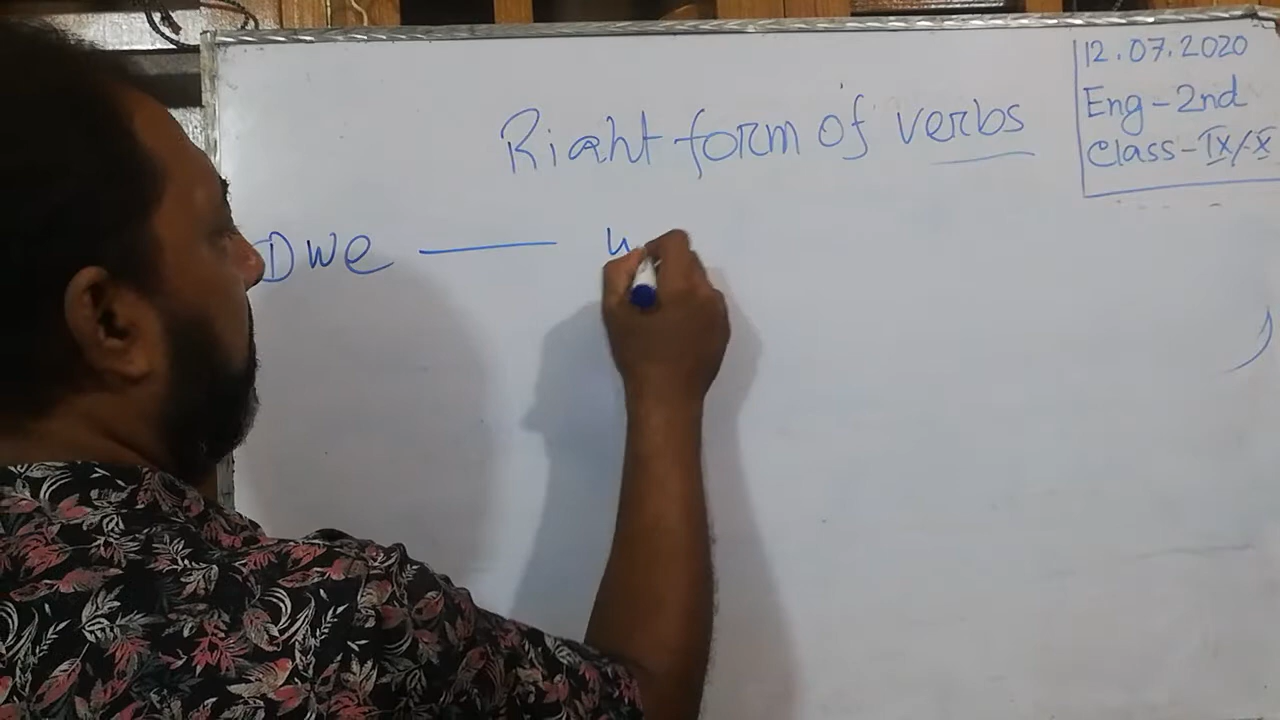 12.07.2020
Eng-2nd
Class-IX/X
Right form of verbs
we ——